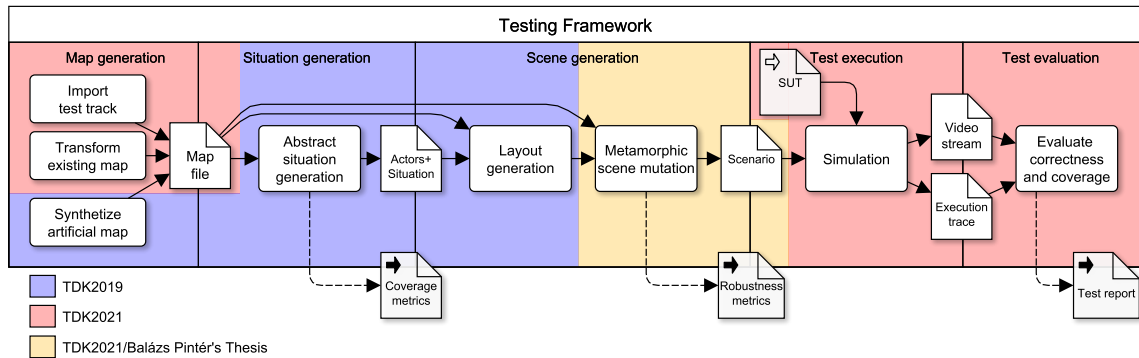 Testing Framework
Map generation
Situation generation
Scene generation
Test execution
Test evaluation
Import
test track
Transform
existing map
Synthetize
artificial map
Map
file
Abstract
situation
generation
Actors+
Situation
Layout
generation
Metamorphic
scene mutation
Scenario
SUT
Simulation
Video
stream
Execution
trace
Evaluate
correctness
and coverage
Coverage
metrics
Robustness
metrics
Test report
TDK2019
TDK2021
TDK2021/Balázs Pintér's Thesis